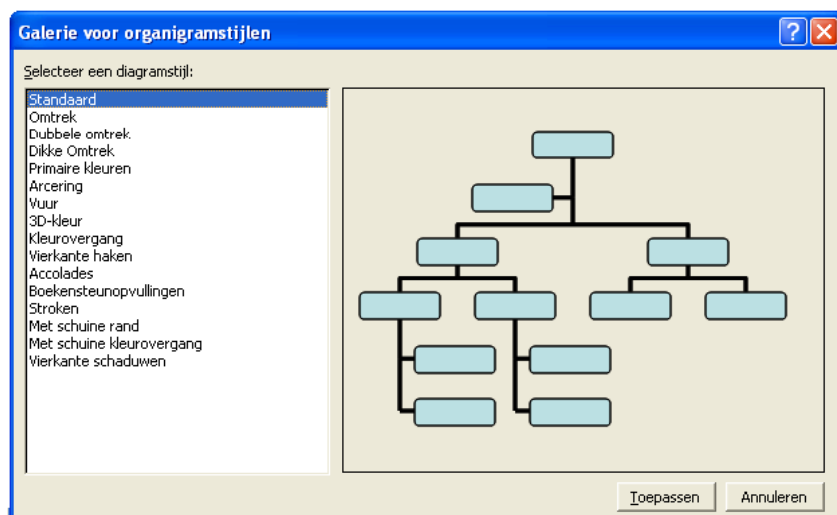 Galerie voor organigramstijlen
Selecteer een diagramstijl:
Standaard
Omtrek
Dubbele omtrek
Dikke Omtrek
Primaire kleuren
Arcering
Vuur
3D-kleur
Kleurovergang
Vierkante haken
Accolades
Boekensteunopvullingen
Stroken
Met schuine rand
Met schuine kleurovergang
Vierkante schaduwen
Toepassen Annuleren